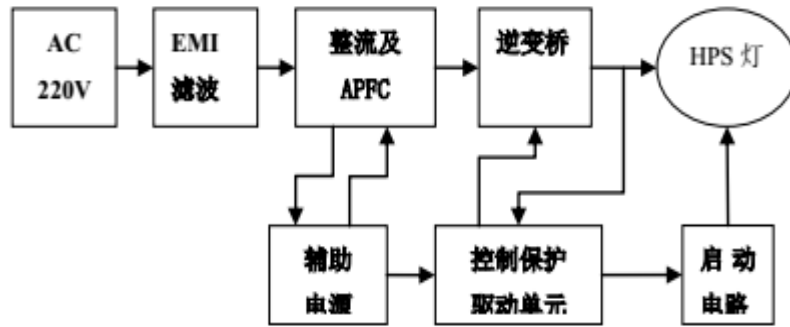 AC
220V
EMI
滤波
整流及
APFC
逆变桥
HPS 灯
辅助
电源
控制保护
驱动单元
启 动
电路